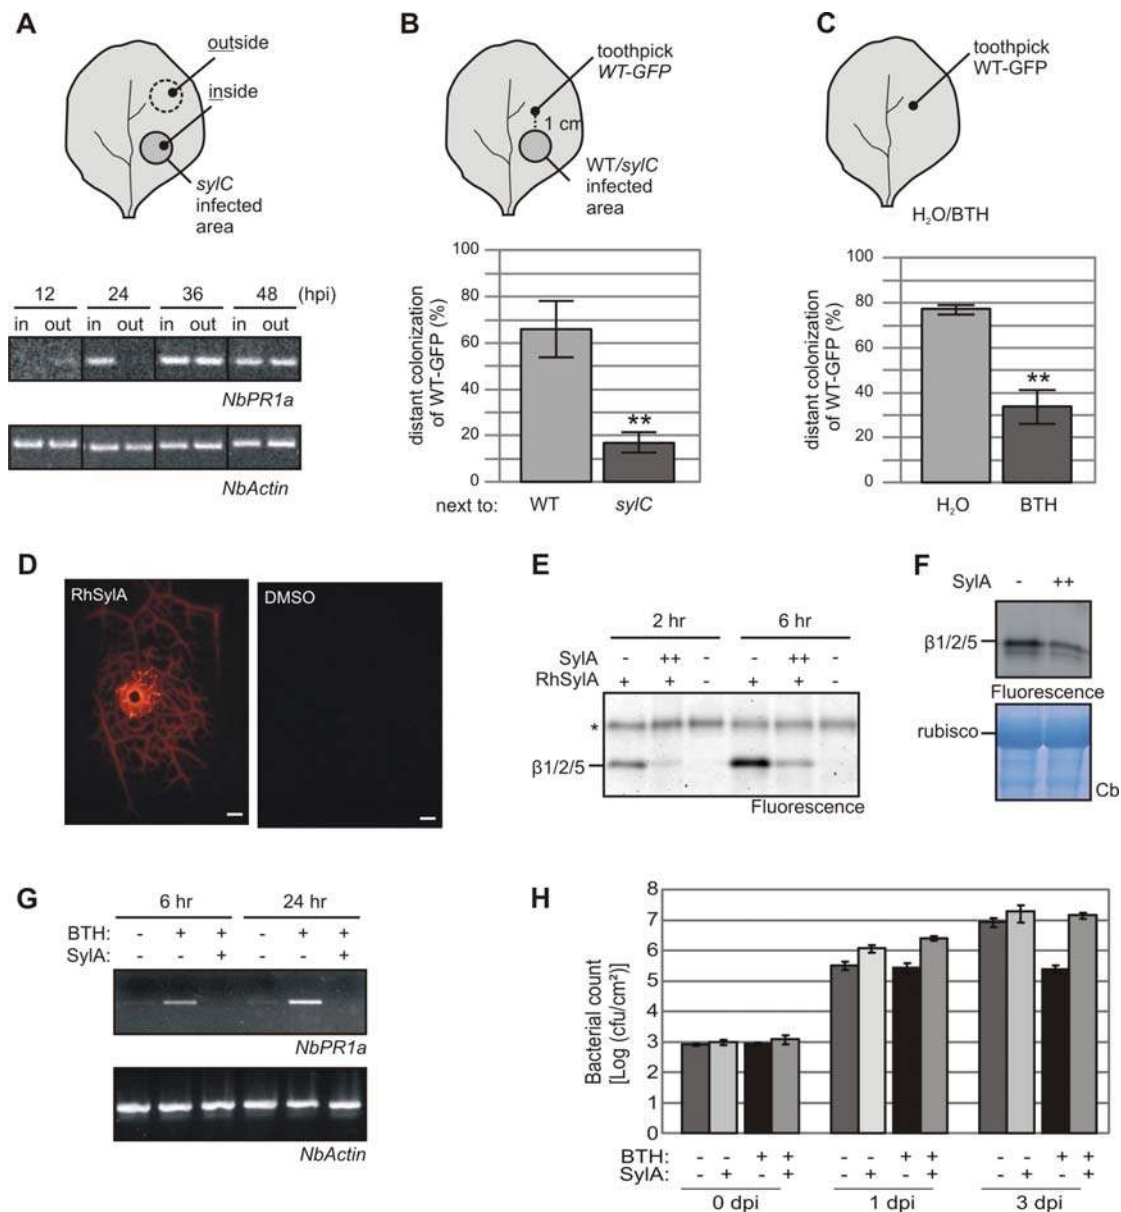 A
outside
inside
sylC
infected
area
12 24 36 48 (hpi)
in out in out in out in out
NbPR1a
NbActin
B
toothpick
WT-GFP
1 cm
WT/sylC
infected
area
100
80
60
40
20
0
distant colonization
of WT-GFP (%)
**
next to: WT sylC
C
toothpick
WT-GFP
H₂O/BTH
100
80
60
40
20
0
distant colonization
of WT-GFP (%)
**
H₂O BTH
D
RhSylA DMSO
E
2 hr 6 hr
SylA - ++ - - ++ -
RhSylA + + - + + -
*
β1/2/5
Fluorescence
F
SylA - ++
β1/2/5
Fluorescence
rubisco
Cb
G
6 hr 24 hr
BTH: - + + - + +
SylA: - - + - - +
NbPR1a
NbActin
H
8
7
6
5
4
3
2
1
0
Bacterial count
[Log (cfu/cm²)]
BTH: - - + + - - + + - - + +
SylA: - + - + - + - + - + - +
0 dpi 1 dpi 3 dpi